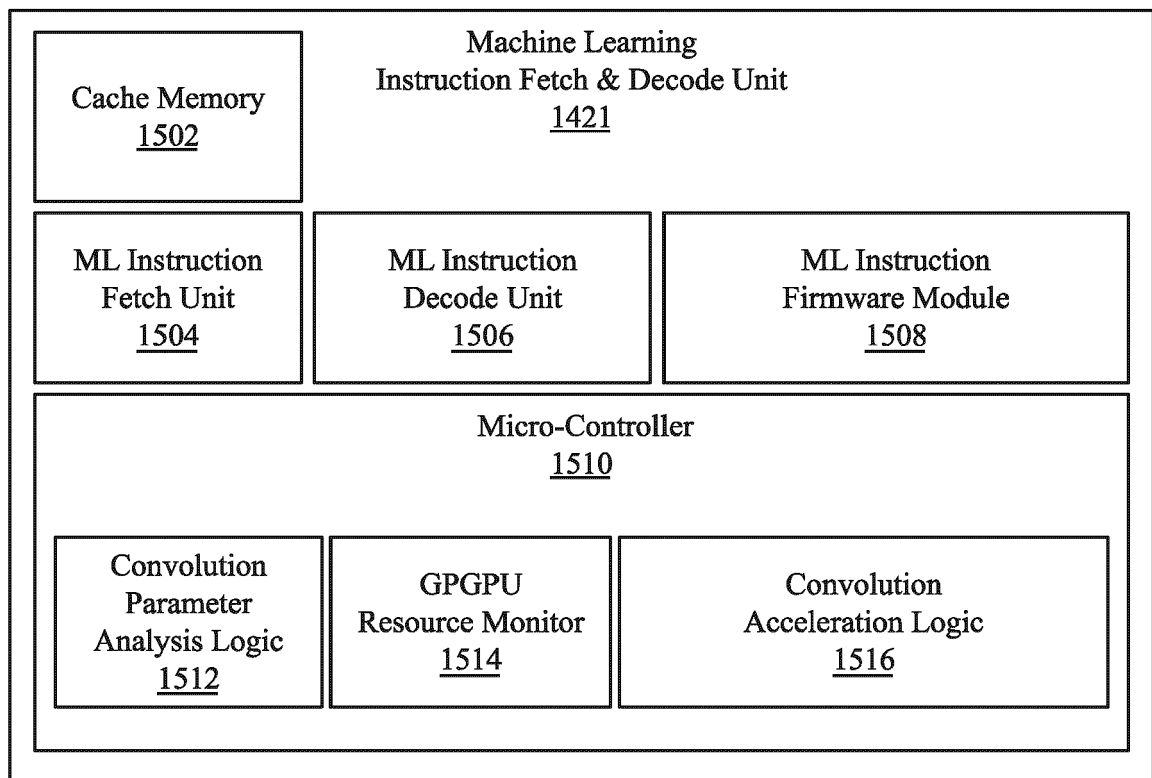 Machine Learning
Instruction Fetch & Decode Unit
1421
Cache Memory
1502
ML Instruction
Fetch Unit
1504
ML Instruction
Decode Unit
1506
ML Instruction
Firmware Module
1508
Micro-Controller
1510
Convolution
Parameter
Analysis Logic
1512
GPGPU
Resource Monitor
1514
Convolution
Acceleration Logic
1516